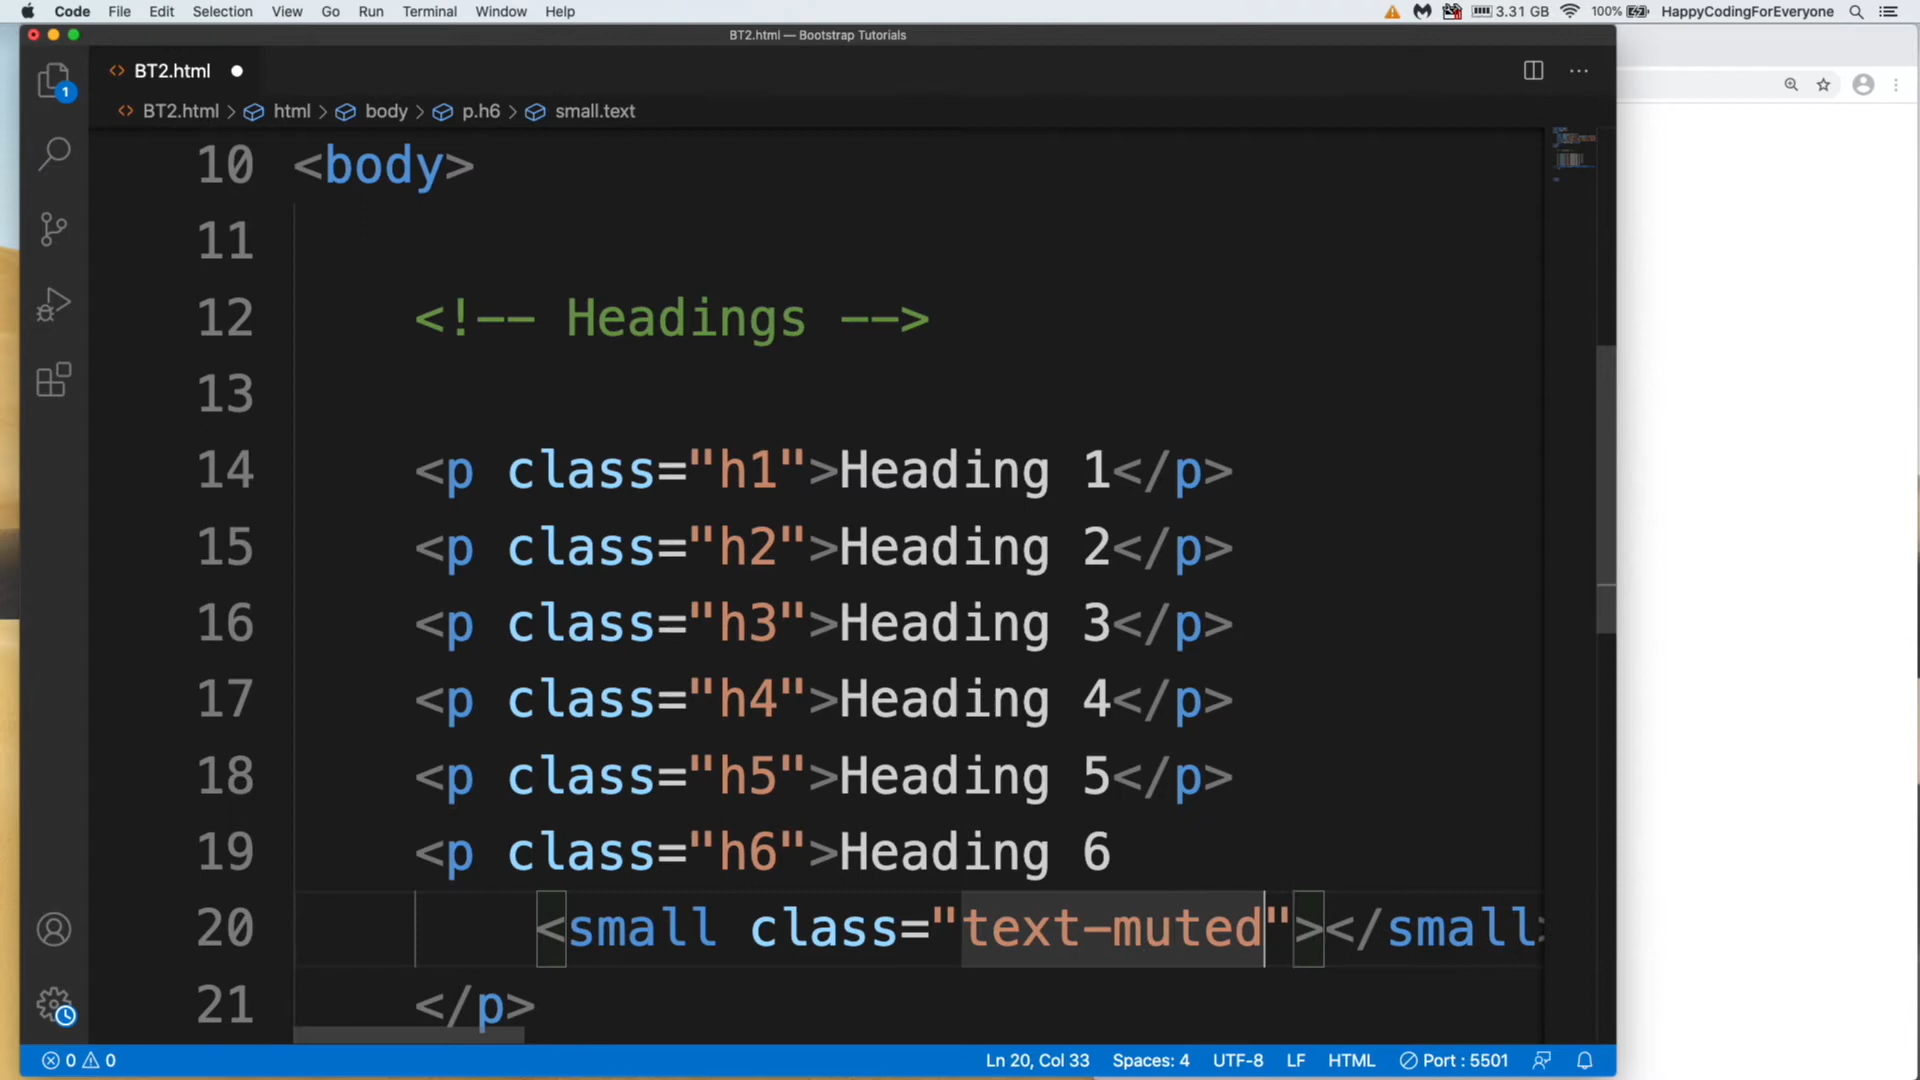 Code File Edit Selection View Go Run Terminal Window Help 3.31 GB 100% HappyCodingForEveryone
BT2.html — Bootstrap Tutorials
<> BT2.html ● ···
<> BT2.html > html > body > p.h6 > small.text
1
10 <body>
11
12 <!-- Headings -->
13
14 <p class="h1">Heading 1</p>
15 <p class="h2">Heading 2</p>
16 <p class="h3">Heading 3</p>
17 <p class="h4">Heading 4</p>
18 <p class="h5">Heading 5</p>
19 <p class="h6">Heading 6
20 <small class="text-muted"></small>
21 </p>
0 0 Ln 20, Col 33 Spaces: 4 UTF-8 LF HTML Port : 5501